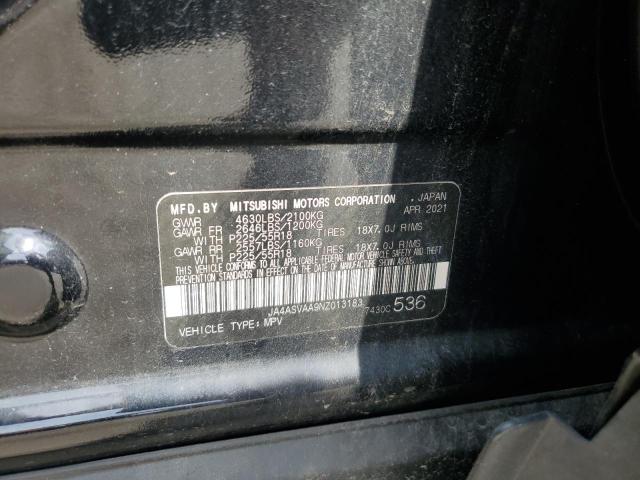 MFD.BY MITSUBISHI MOTORS CORPORATION , JAPAN
GVWR 4630LBS/2100KG APR 2021
GAWR FR 2646LBS/1200KG
WITH P225/55R18 TIRES 18X7.0J RIMS
GAWR RR 2557LBS/1160KG
WITH P225/55R18 TIRES 18X7.0J RIMS
THIS VEHICLE CONFORMS TO ALL APPLICABLE FEDERAL MOTOR VEHICLE SAFETY AND THEFT
PREVENTION STANDARDS IN EFFECT ON THE DATE OF MANUFACTURE SHOWN ABOVE.
JA4ASVAA9NZ013183
7430C 536
VEHICLE TYPE:MPV